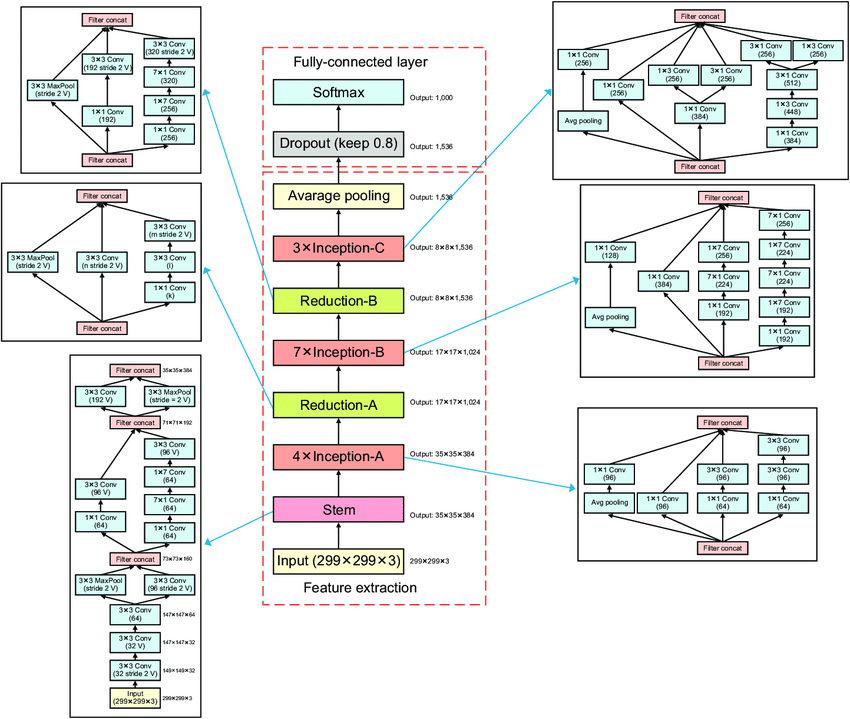 Filter concat
3×3 Conv
(320 stride 2 V)
3×3 Conv
(192 stride 2 V)
7×1 Conv
(320)
3×3 MaxPool
(stride 2 V)
1×7 Conv
(256)
1×1 Conv
(192)
1×1 Conv
(256)
Filter concat
Filter concat
3×3 Conv
(m stride 2 V)
3×3 MaxPool
(stride 2 V)
3×3 Conv
(n stride 2 V)
3×3 Conv
(l)
1×1 Conv
(k)
Filter concat
Filter concat
35×35×384
3×3 Conv
(192 V)
3×3 MaxPool
(stride = 2 V)
Filter concat
71×71×192
3×3 Conv
(96 V)
1×7 Conv
(64)
3×3 Conv
(96 V)
7×1 Conv
(64)
1×1 Conv
(64)
1×1 Conv
(64)
Filter concat
73×73×160
3×3 MaxPool
(stride 2 V)
3×3 Conv
(96 stride 2 V)
3×3 Conv
(64)
147×147×64
3×3 Conv
(32 V)
147×147×32
3×3 Conv
(32 stride 2 V)
149×149×32
Input
(299×299×3)
299×299×3
Fully-connected layer
Softmax
Output: 1,000
Dropout (keep 0.8)
Output: 1,536
Avarage pooling
Output: 1,536
3×Inception-C
Output: 8×8×1,536
Reduction-B
Output: 8×8×1,536
7×Inception-B
Output: 17×17×1,024
Reduction-A
Output: 17×17×1,024
4×Inception-A
Output: 35×35×384
Stem
Output: 35×35×384
Input (299×299×3)
299×299×3
Feature extraction
Filter concat
1×1 Conv
(256)
3×1 Conv
(256)
1×3 Conv
(256)
1×1 Conv
(256)
1×3 Conv
(256)
3×1 Conv
(256)
3×1 Conv
(512)
1×3 Conv
(448)
Avg pooling
1×1 Conv
(384)
1×1 Conv
(384)
Filter concat
Filter concat
7×1 Conv
(256)
1×1 Conv
(128)
1×7 Conv
(256)
1×7 Conv
(224)
1×1 Conv
(384)
7×1 Conv
(224)
7×1 Conv
(224)
Avg pooling
1×1 Conv
(192)
1×7 Conv
(192)
1×1 Conv
(192)
Filter concat
Filter concat
3×3 Conv
(96)
1×1 Conv
(96)
3×3 Conv
(96)
3×3 Conv
(96)
Avg pooling
1×1 Conv
(96)
1×1 Conv
(64)
1×1 Conv
(64)
Filter concat